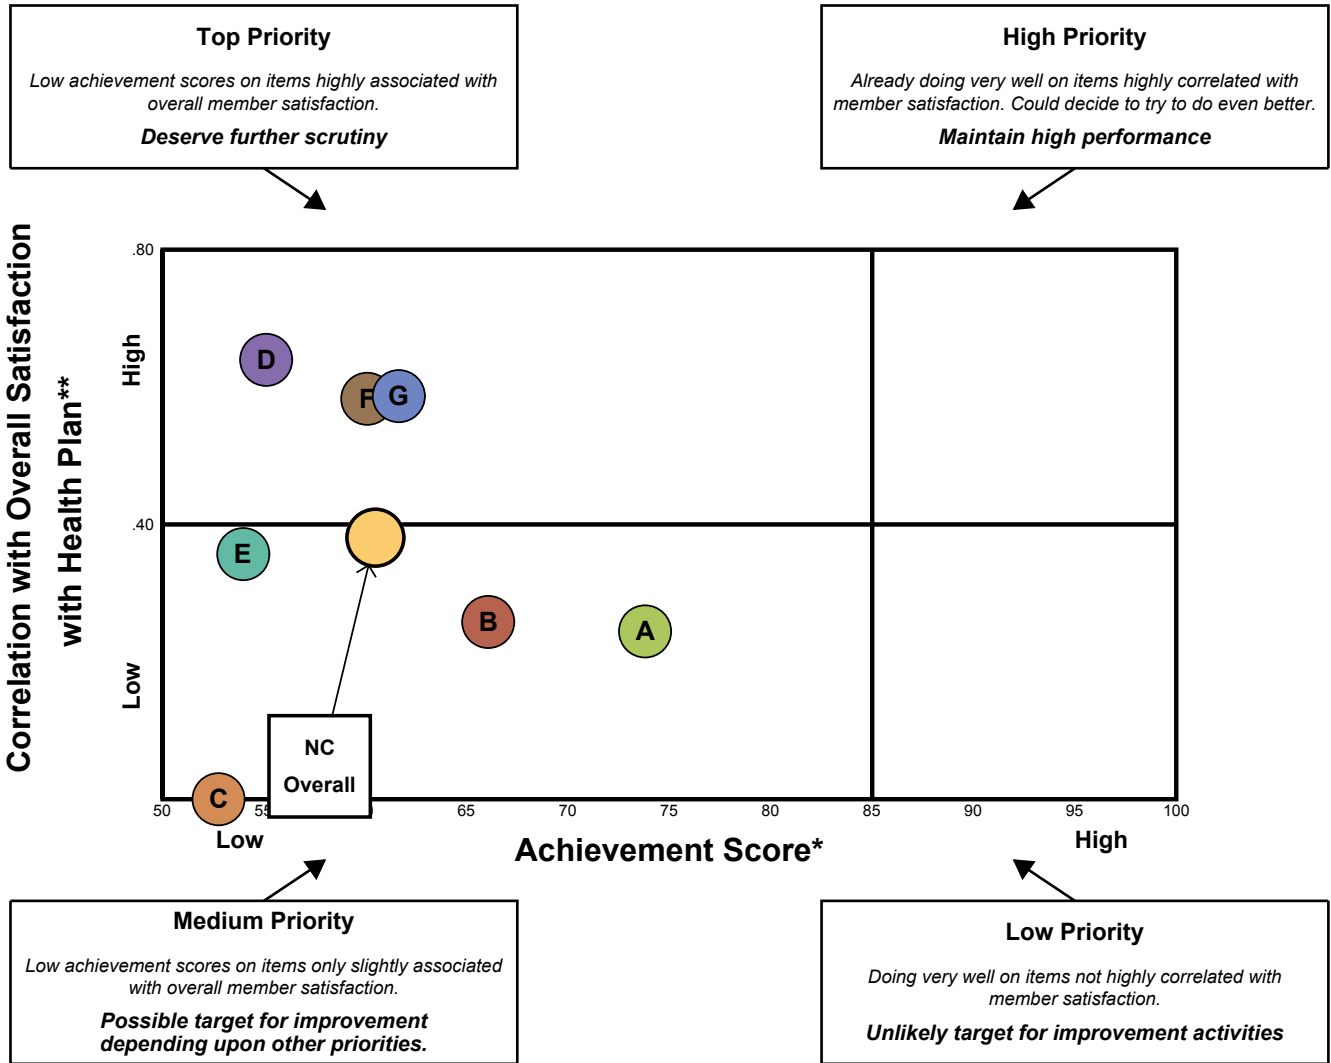 Top Priority
Low achievement scores on items highly associated with
overall member satisfaction.
Deserve further scrutiny
High Priority
Already doing very well on items highly correlated with
member satisfaction. Could decide to try to do even better.
Maintain high performance
Correlation with Overall Satisfaction
with Health Plan**
High
Low
.80
.40
D
F
G
E
B
A
C
NC
Overall
50
65
70
75
80
85
90
95
100
Low
Achievement Score*
High
Medium Priority
Low achievement scores on items only slightly associated
with overall member satisfaction.
Possible target for improvement
depending upon other priorities.
Low Priority
Doing very well on items not highly correlated with
member satisfaction.
Unlikely target for improvement activities